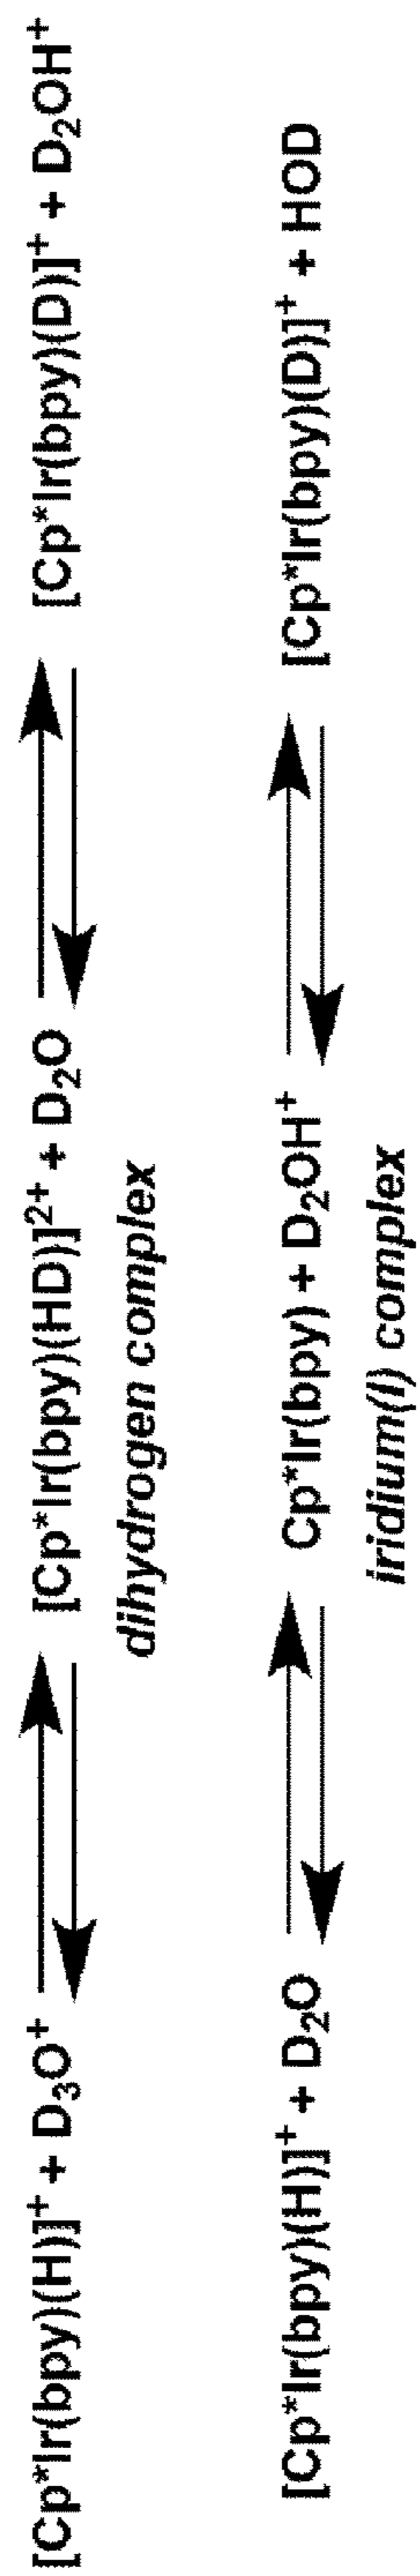 [Cp*Ir(bpy)(H)]⁺ + D₃O⁺ ⇌ [Cp*Ir(bpy)(HD)]²⁺ + D₂O ⇌ [Cp*Ir(bpy)(D)]⁺ + D₂OH⁺
dihydrogen complex
[Cp*Ir(bpy)(H)]⁺ + D₂O ⇌ Cp*Ir(bpy) + D₂OH⁺ ⇌ [Cp*Ir(bpy)(D)]⁺ + HOD
iridium(I) complex